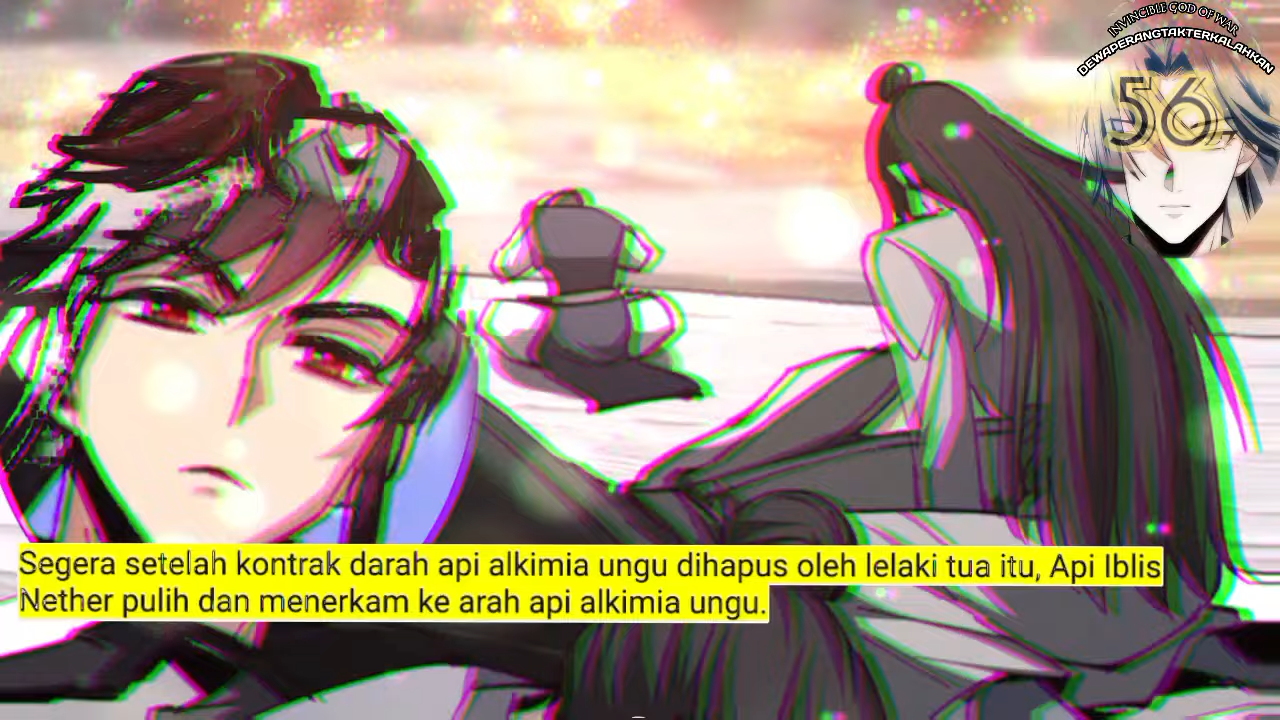 INVINCIBLE GOD OF WAR
DEWAPERANGTAKTERKALAHKAN
56
Segera setelah kontrak darah api alkimia ungu dihapus oleh lelaki tua itu, Api Iblis
Nether pulih dan menerkam ke arah api alkimia ungu.